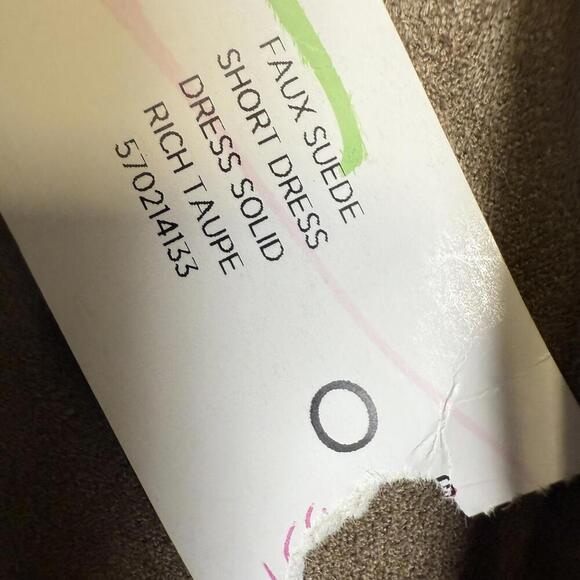 FAUX SUEDE
SHORT DRESS
DRESS SOLID
RICH TAUPE
570214133
O